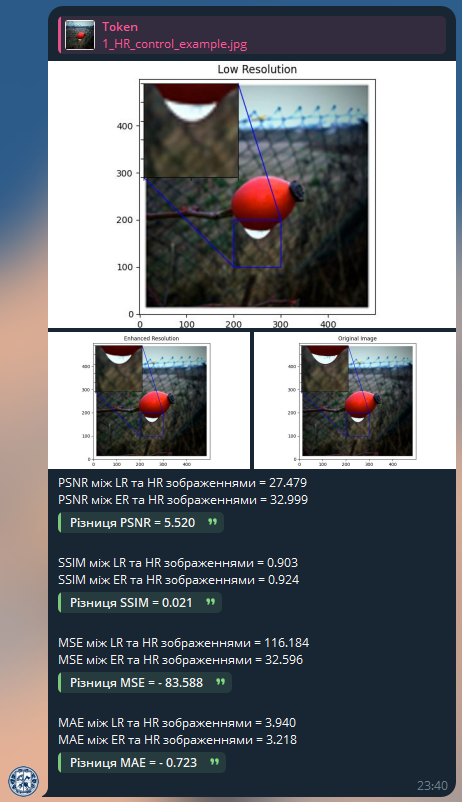 Token
1_HR_control_example.jpg
Low Resolution
400
300
200
100
0
0 100 200 300 400
Enhanced Resolution
400
300
200
100
0
0 100 200 300 400
Original Image
400
300
200
100
0
0 100 200 300 400
PSNR між LR та HR зображеннями = 27.479
PSNR між ER та HR зображеннями = 32.999
Різниця PSNR = 5.520
SSIM між LR та HR зображеннями = 0.903
SSIM між ER та HR зображеннями = 0.924
Різниця SSIM = 0.021
MSE між LR та HR зображеннями = 116.184
MSE між ER та HR зображеннями = 32.596
Різниця MSE = - 83.588
MAE між LR та HR зображеннями = 3.940
MAE між ER та HR зображеннями = 3.218
Різниця MAE = - 0.723
23:40